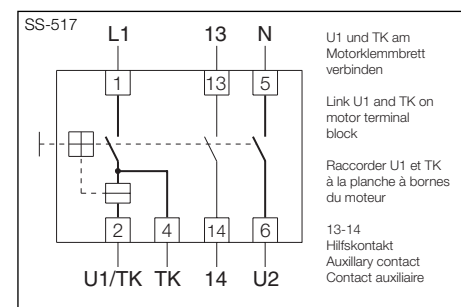 SS-517
L1 13 N
1 13 5
2 4 14 6
U1/TK TK 14 U2
U1 und TK am
Motorklemmbrett
verbinden
Link U1 and TK on
motor terminal
block
Raccorder U1 et TK
à la planche à bornes
du moteur
13-14
Hilfskontakt
Auxillary contact
Contact auxiliaire